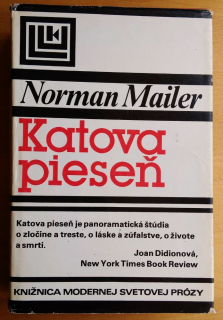 Norman Mailer
Katova
pieseň
Katova pieseň je panoramatická štúdia
o zločine a treste, o láske a zúfalstve, o živote
a smrti.
Joan Didionová,
New York Times Book Review
KNIŽNICA MODERNEJ SVETOVEJ PRÓZY